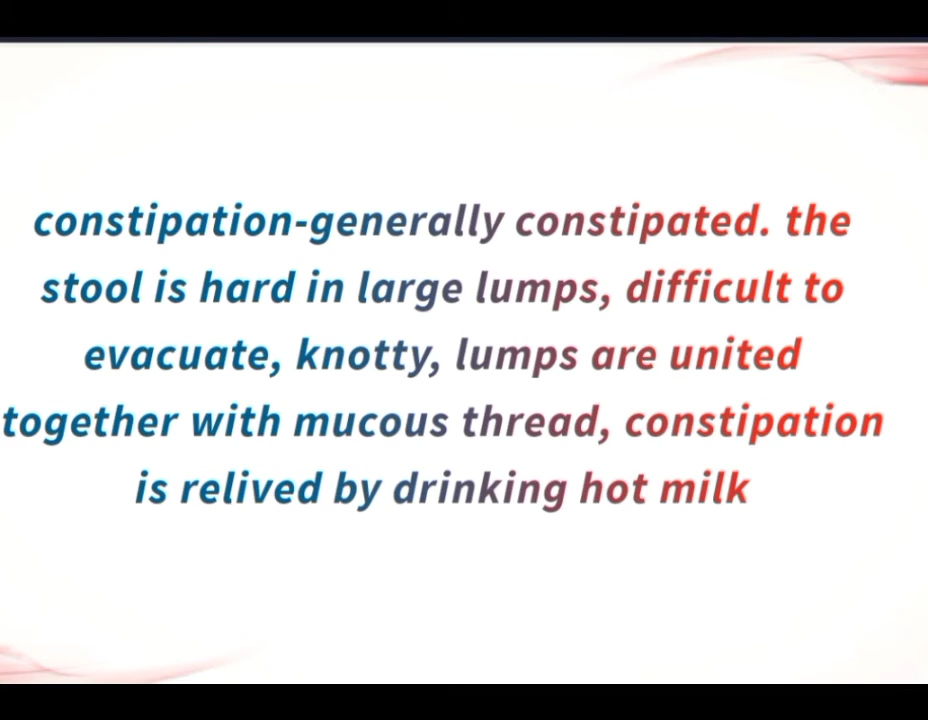 constipation-generally constipated. the
stool is hard in large lumps, difficult to
evacuate, knotty, lumps are united
together with mucous thread, constipation
is relived by drinking hot milk